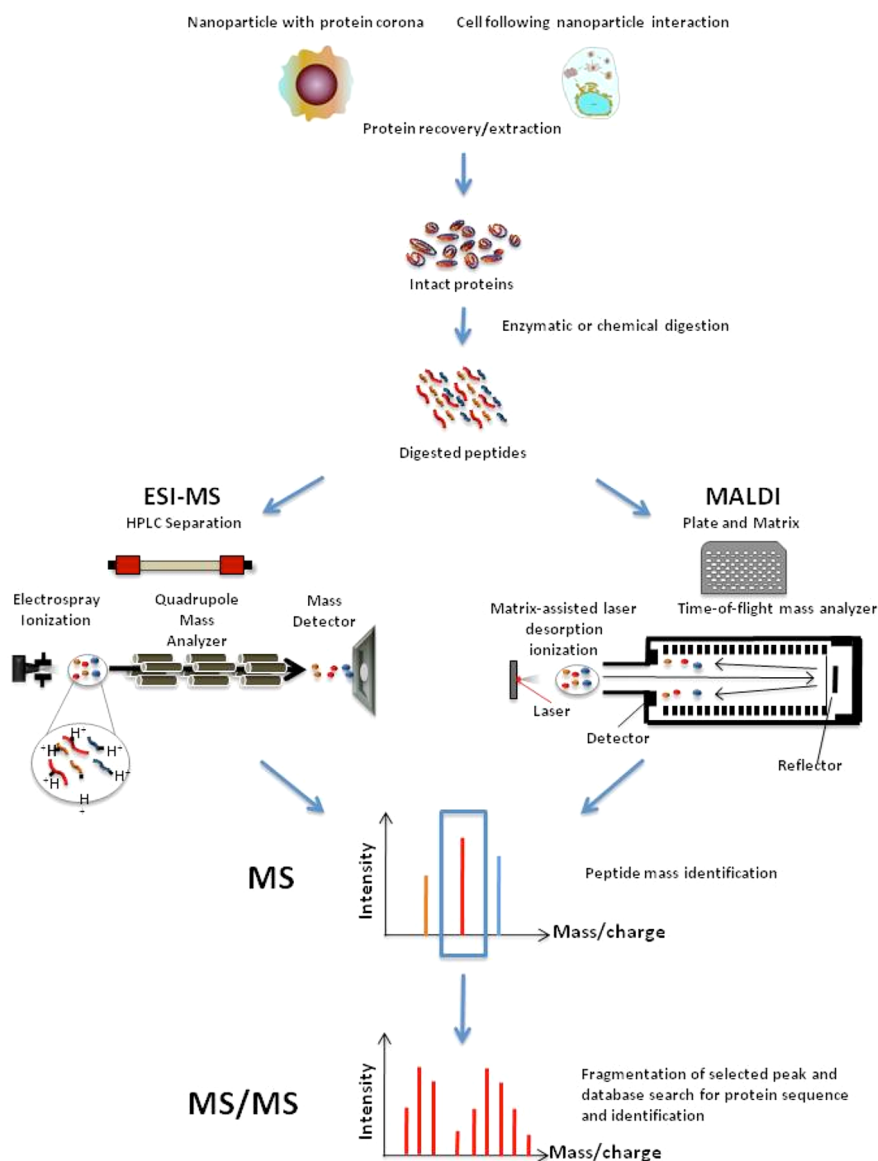 Nanoparticle with protein corona
Cell following nanoparticle interaction
Protein recovery/extraction
Intact proteins
Enzymatic or chemical digestion
Digested peptides
ESI-MS
HPLC Separation
MALDI
Plate and Matrix
Electrospray
Ionization
Quadrupole
Mass
Analyzer
Mass
Detector
Matrix-assisted laser
desorption
ionization
Time-of-flight mass analyzer
Laser
Detector
Reflector
H+
+H
H+
H+
+H
H
+
MS
Intensity
Mass/charge
Peptide mass identification
MS/MS
Intensity
Mass/charge
Fragmentation of selected peak and
database search for protein sequence
and identification